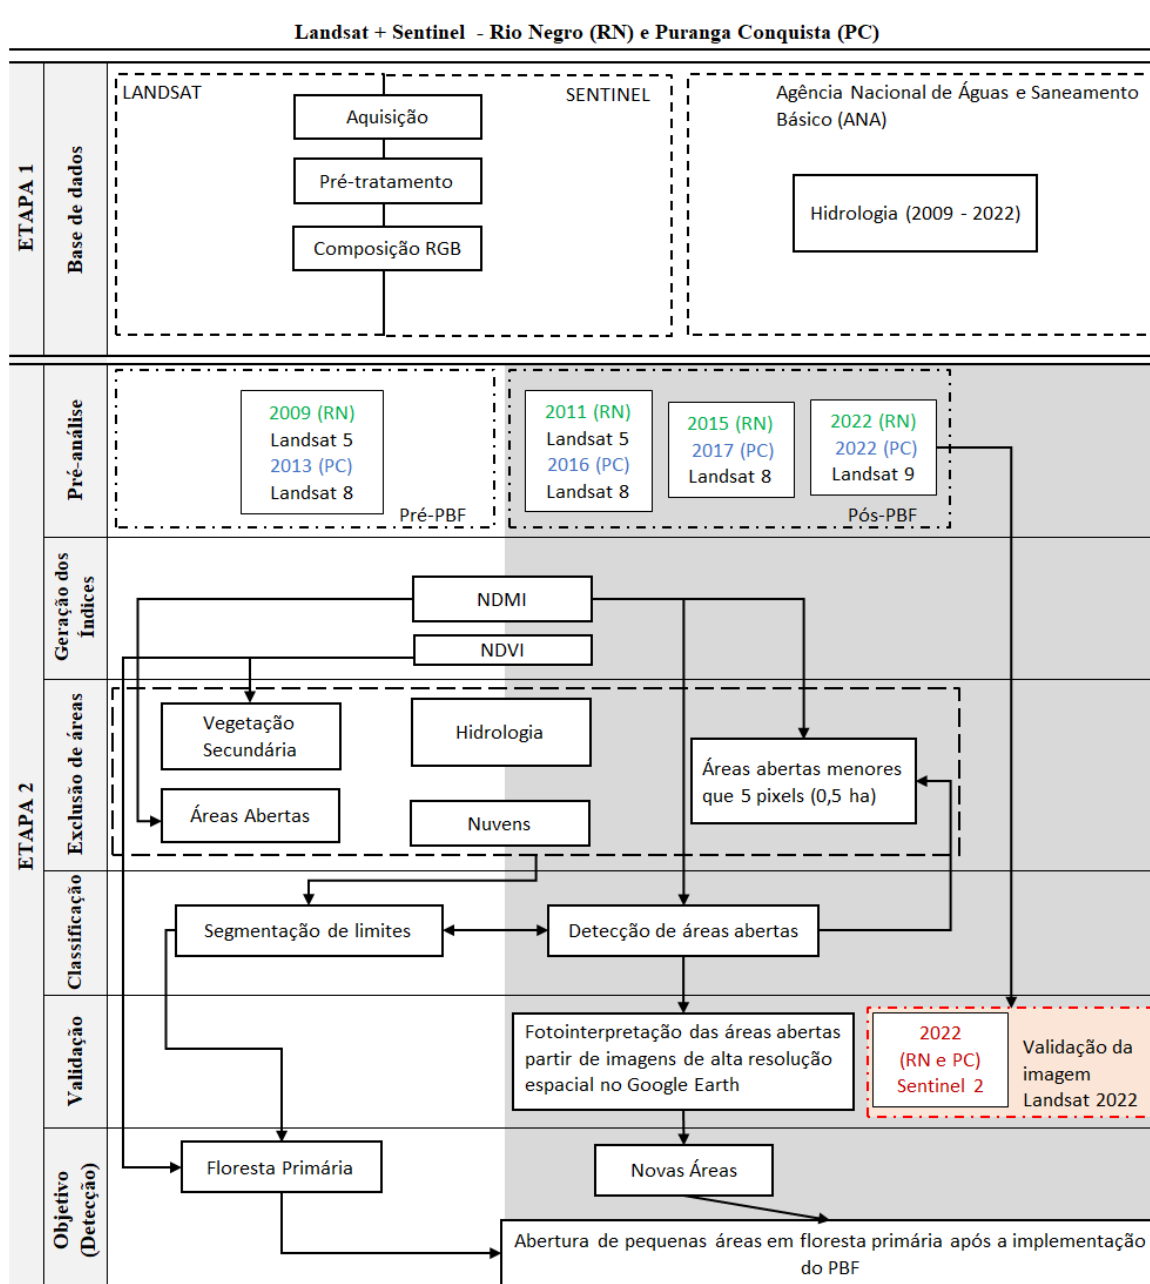 Landsat + Sentinel - Rio Negro (RN) e Puranga Conquista (PC)
ETAPA 1
Base de dados
LANDSAT
SENTINEL
Aquisição
Pré-tratamento
Composição RGB
Agência Nacional de Águas e Saneamento
Básico (ANA)
Hidrologia (2009 - 2022)
ETAPA 2
Pré-análise
2009 (RN)
Landsat 5
2013 (PC)
Landsat 8
Pré-PBF
2011 (RN)
Landsat 5
2016 (PC)
Landsat 8
2015 (RN)
2017 (PC)
Landsat 8
2022 (RN)
2022 (PC)
Landsat 9
Pós-PBF
Geração dos
Índices
NDMI
NDVI
Exclusão de áreas
Vegetação
Secundária
Hidrologia
Áreas abertas menores
que 5 pixels (0,5 ha)
Áreas Abertas
Nuvens
Classificação
Segmentação de limites
Detecção de áreas abertas
Validação
Fotointerpretação das áreas abertas
partir de imagens de alta resolução
espacial no Google Earth
2022
(RN e PC)
Sentinel 2
Validação da
imagem
Landsat 2022
Objetivo
(Detecção)
Floresta Primária
Novas Áreas
Abertura de pequenas áreas em floresta primária após a implementação
do PBF